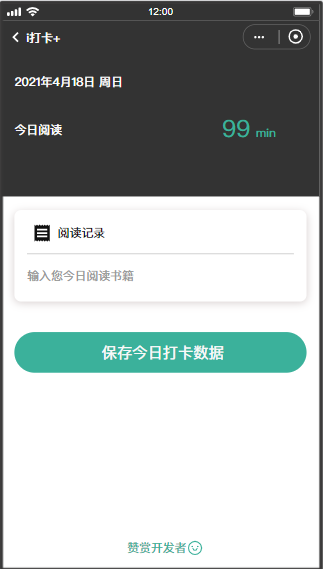 12:00
i打卡+
2021年4月18日 周日
今日阅读 99 min
阅读记录
输入您今日阅读书籍
保存今日打卡数据
赞赏开发者